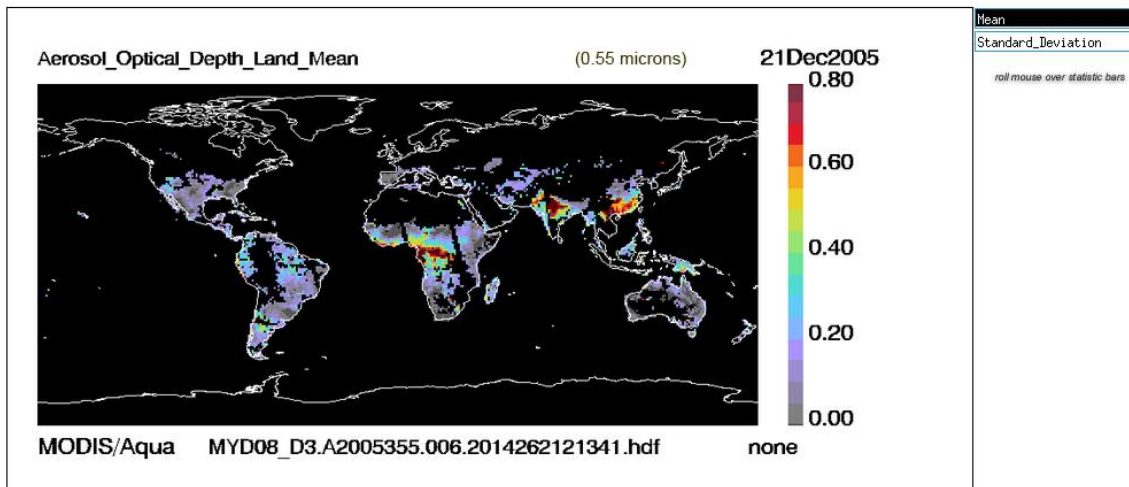 Aerosol_Optical_Depth_Land_Mean (0.55 microns) 21Dec2005
0.80
0.60
0.40
0.20
0.00
MODIS/Aqua MYD08_D3.A2005355.006.2014262121341.hdf none
Mean
Standard_Deviation
roll mouse over statistic bars